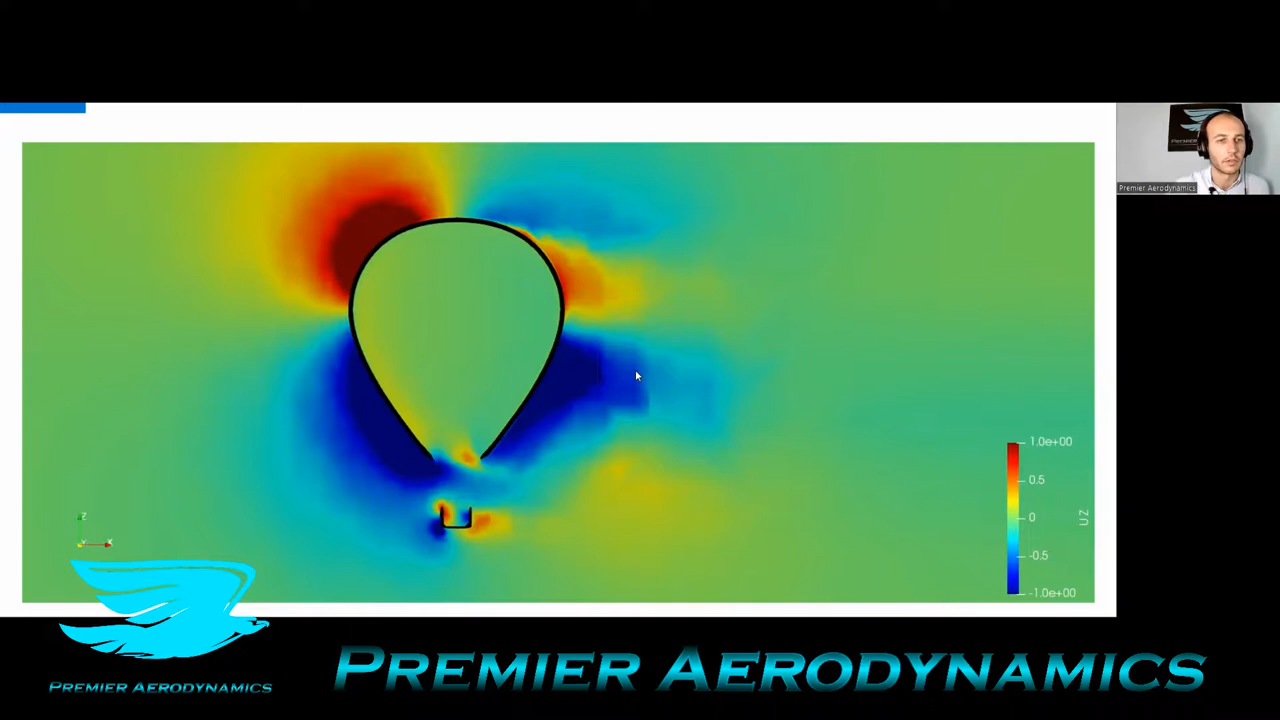 Premier Aerodynamics
1.0e+00
0.5
0
-0.5
-1.0e+00
UZ
Z
Y
X
PREMIER AERODYNAMICS
PREMIER AERODYNAMICS